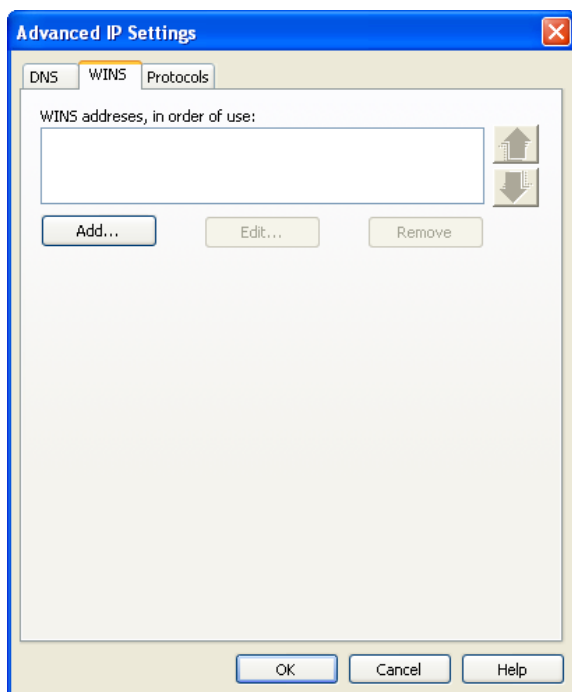 Advanced IP Settings
DNS WINS Protocols
WINS addreses, in order of use:
Add... Edit... Remove
OK Cancel Help